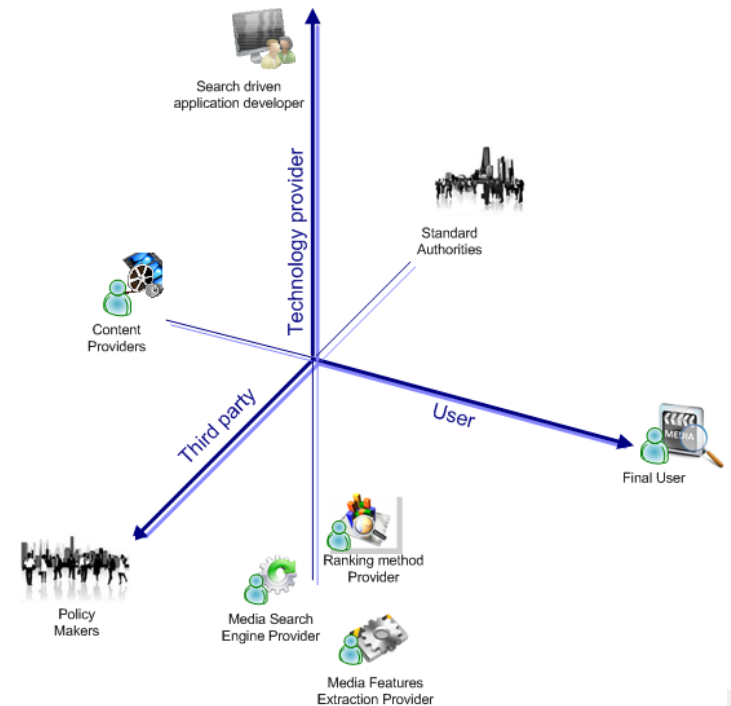 Search driven
application developer
Technology provider
Standard
Authorities
Content
Providers
Third party
User
MEDIA
Final User
Ranking method
Provider
Policy
Makers
Media Search
Engine Provider
Media Features
Extraction Provider